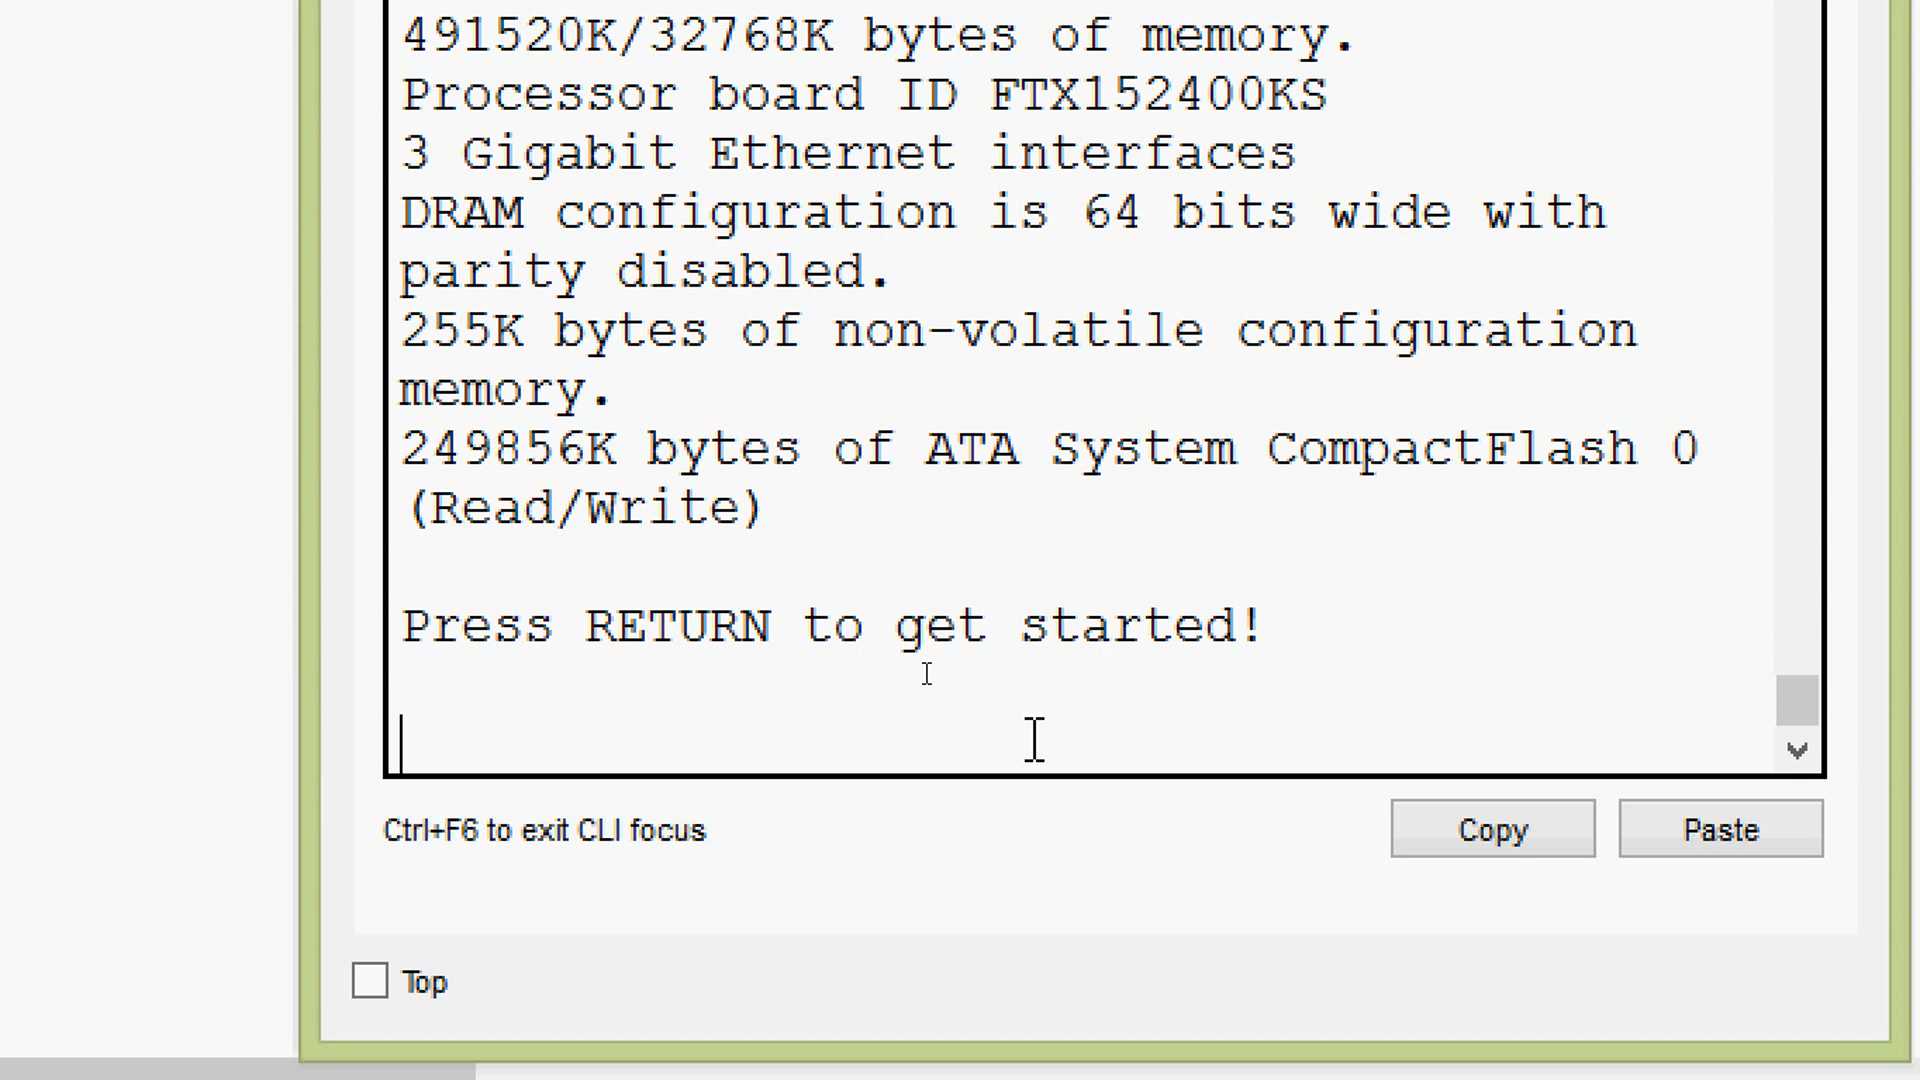 491520K/32768K bytes of memory.
Processor board ID FTX152400KS
3 Gigabit Ethernet interfaces
DRAM configuration is 64 bits wide with
parity disabled.
255K bytes of non-volatile configuration
memory.
249856K bytes of ATA System CompactFlash 0
(Read/Write)
Press RETURN to get started!
Ctrl+F6 to exit CLI focus
Copy
Paste
Top